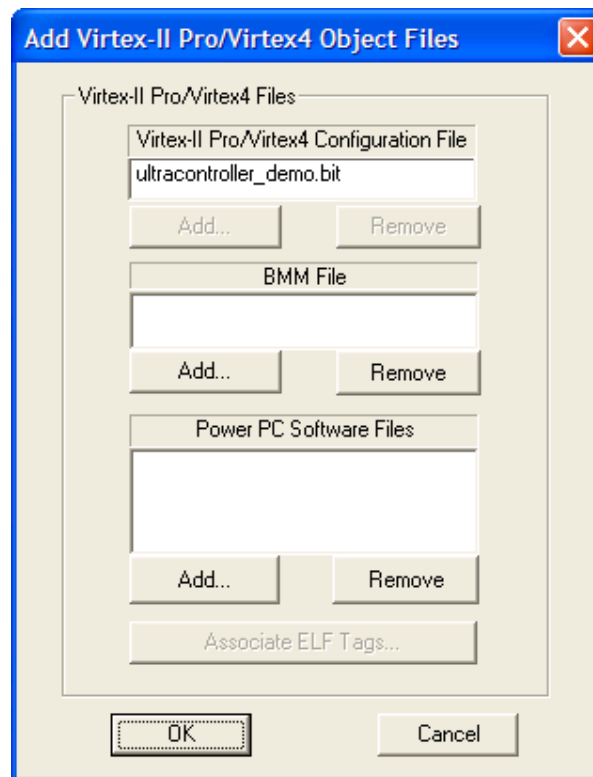 Add Virtex-II Pro/Virtex4 Object Files
Virtex-II Pro/Virtex4 Files
Virtex-II Pro/Virtex4 Configuration File
ultracontroller_demo.bit
Add... Remove
BMM File
Add... Remove
Power PC Software Files
Add... Remove
Associate ELF Tags...
OK Cancel